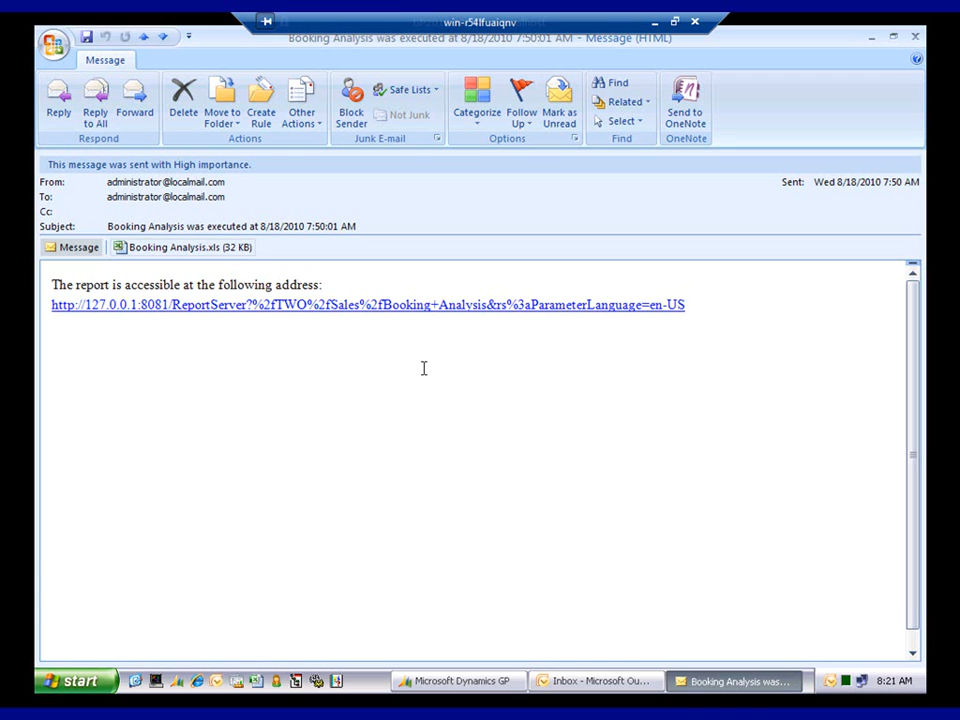 win-r54lfuaiqnv
Booking Analysis was executed at 8/18/2010 7:50:01 AM - Message (HTML)
Message
Reply
Reply to All
Forward
Delete
Move to Folder
Create Rule
Other Actions
Block Sender
Safe Lists
Not Junk
Categorize
Follow Up
Mark as Unread
Find
Related
Select
Send to OneNote
Respond
Actions
Junk E-mail
Options
Find
OneNote
This message was sent with High importance.
From: administrator@localmail.com Sent: Wed 8/18/2010 7:50 AM
To: administrator@localmail.com
Cc:
Subject: Booking Analysis was executed at 8/18/2010 7:50:01 AM
Message Booking Analysis.xls (32 KB)
The report is accessible at the following address:
http://127.0.0.1:8081/ReportServer?%2fTWO%2fSales%2fBooking+Analysis&rs%3aParameterLanguage=en-US
start Microsoft Dynamics GP Inbox - Microsoft Ou... Booking Analysis was... 8:21 AM